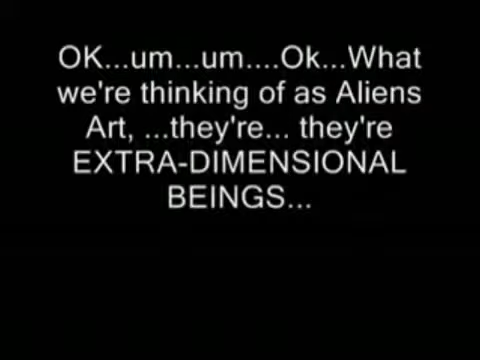 OK...um...um....Ok...What
we're thinking of as Aliens
Art, ...they're... they're
EXTRA-DIMENSIONAL
BEINGS...